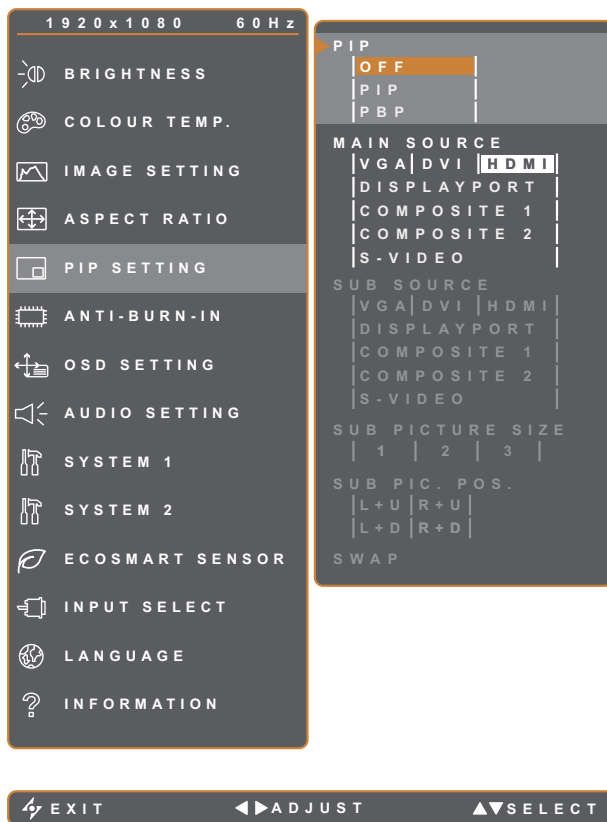 1920x1080 60Hz
BRIGHTNESS
COLOUR TEMP.
IMAGE SETTING
ASPECT RATIO
PIP SETTING
ANTI-BURN-IN
OSD SETTING
AUDIO SETTING
SYSTEM 1
SYSTEM 2
ECOSMART SENSOR
INPUT SELECT
LANGUAGE
INFORMATION
PIP
OFF
PIP
PBP
MAIN SOURCE
VGA DVI HDMI
DISPLAYPORT
COMPOSITE 1
COMPOSITE 2
S-VIDEO
SUB SOURCE
VGA DVI HDMI
DISPLAYPORT
COMPOSITE 1
COMPOSITE 2
S-VIDEO
SUB PICTURE SIZE
1 2 3
SUB PIC. POS.
L+U R+U
L+D R+D
SWAP
EXIT ADJUST SELECT